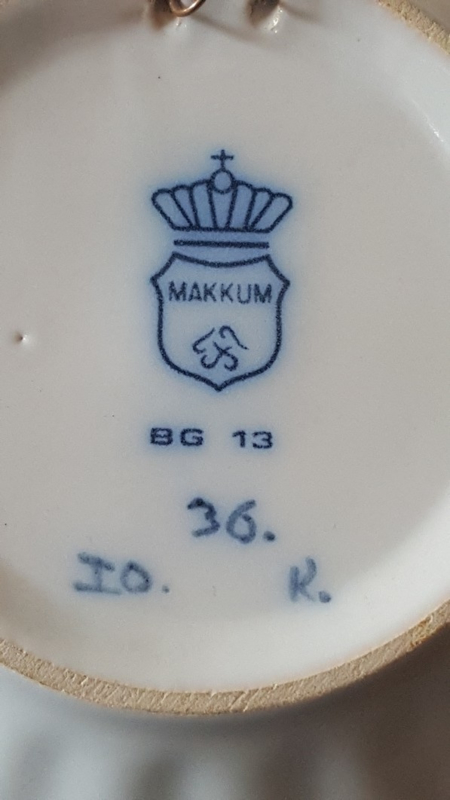 MAKKUM
BG 13
36.
IO. K.